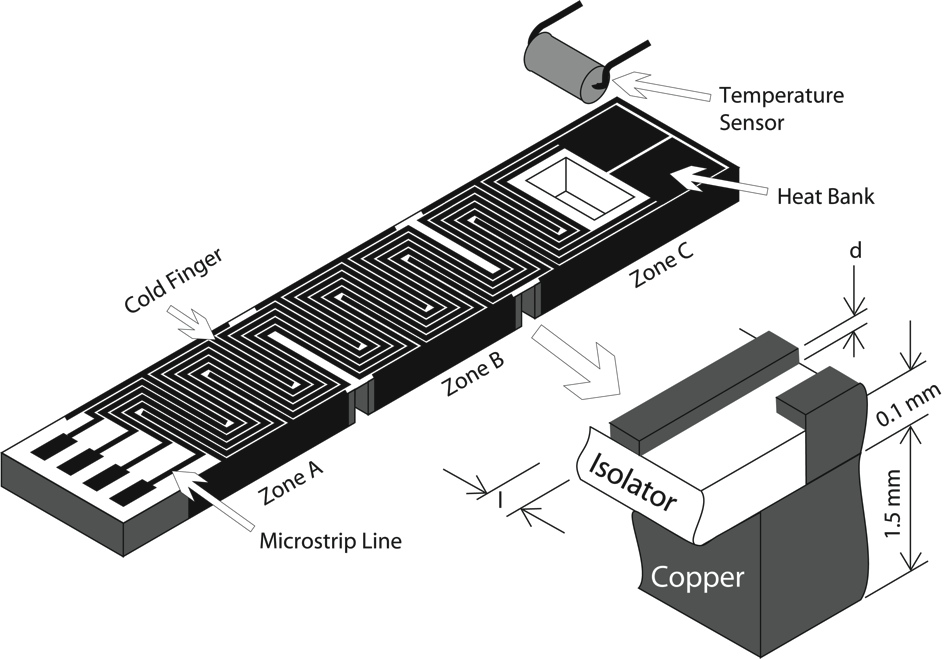 Temperature
Sensor
Heat Bank
Zone C
Cold Finger
d
Zone B
0.1 mm
Isolator
l
1.5 mm
Zone A
Microstrip Line
Copper